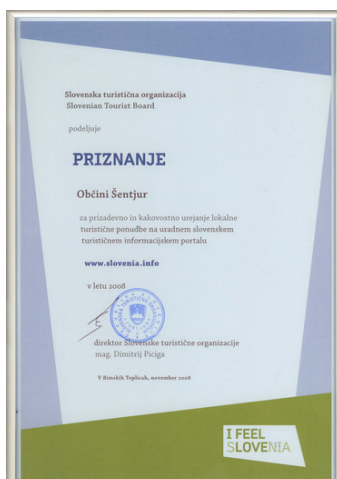 Slovenska turistična organizacija
Slovenian Tourist Board
podeljuje
PRIZNANJE
Občini Šentjur
za prizadevno in kakovostno urejanje lokalne
turistične ponudbe na uradnem slovenskem
turističnem informacijskem portalu
www.slovenia.info
v letu 2008
direktor Slovenske turistične organizacije
mag. Dimitrij Piciga
V Rimskih Toplicah, november 2008
I FEEL
SLOVENIA